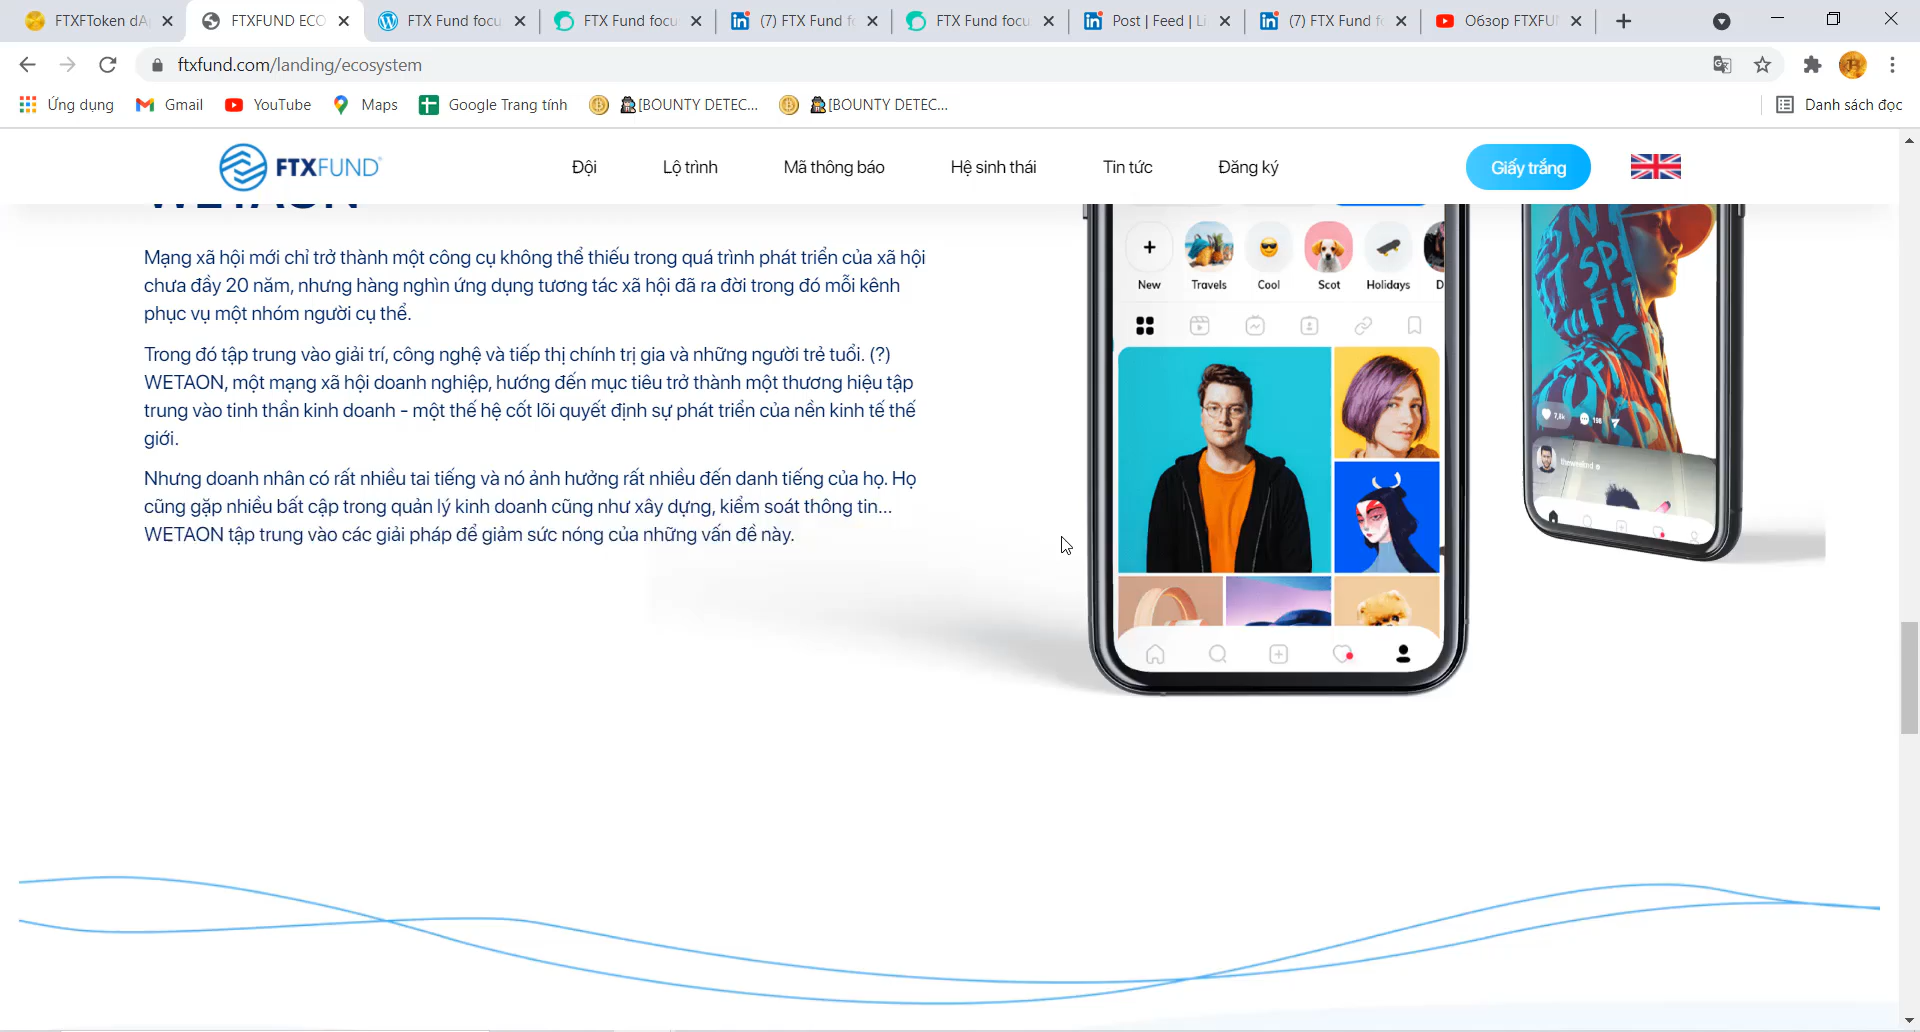 FTXFToken dA
FTXFUND ECO
FTX Fund focu
FTX Fund focu
(7) FTX Fund f
FTX Fund focu
Post | Feed | Li
(7) FTX Fund f
Обзор FTXFU
ftxfund.com/landing/ecosystem
Ứng dụng
Gmail
YouTube
Maps
Google Trang tính
[BOUNTY DETEC...
[BOUNTY DETEC...
Danh sách đọc
FTXFUND
Đội
Lộ trình
Mã thông báo
Hệ sinh thái
Tin tức
Đăng ký
Giấy trắng
WETAON
Mạng xã hội mới chỉ trở thành một công cụ không thể thiếu trong quá trình phát triển của xã hội
chưa đầy 20 năm, nhưng hàng nghìn ứng dụng tương tác xã hội đã ra đời trong đó mỗi kênh
phục vụ một nhóm người cụ thể.
Trong đó tập trung vào giải trí, công nghệ và tiếp thị chính trị gia và những người trẻ tuổi. (?)
WETAON, một mạng xã hội doanh nghiệp, hướng đến mục tiêu trở thành một thương hiệu tập
trung vào tinh thần kinh doanh - một thế hệ cốt lõi quyết định sự phát triển của nền kinh tế thế
giới.
Nhưng doanh nhân có rất nhiều tai tiếng và nó ảnh hưởng rất nhiều đến danh tiếng của họ. Họ
cũng gặp nhiều bất cập trong quản lý kinh doanh cũng như xây dựng, kiểm soát thông tin...
WETAON tập trung vào các giải pháp để giảm sức nóng của những vấn đề này.
New
Travels
Cool
Scot
Holidays
D
7,8k
198